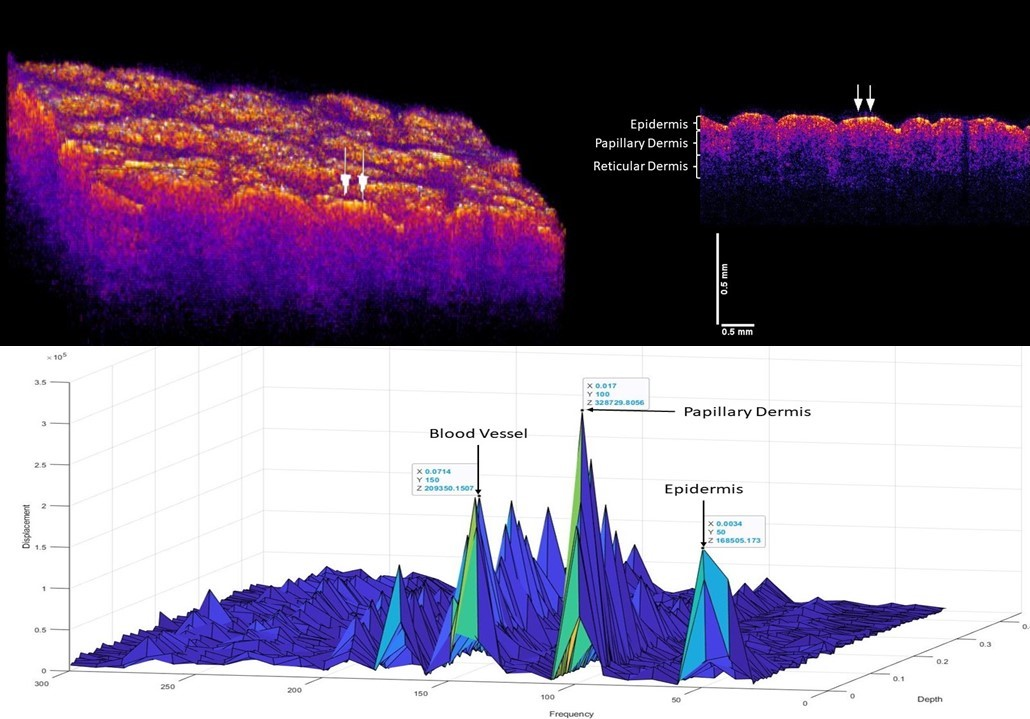 Epidermis
Papillary Dermis
Reticular Dermis
0.5 mm
0.5 mm
× 10⁵
3.5
3
2.5
2
1.5
1
0.5
0
Displacement
X 0.017
Y 100
Z 328729.8056
Papillary Dermis
Blood Vessel
X 0.0714
Y 150
Z 209350.1507
Epidermis
X 0.0034
Y 50
Z 168505.173
300
250
200
150
100
50
0
Frequency
0
0.1
0.2
0.3
Depth